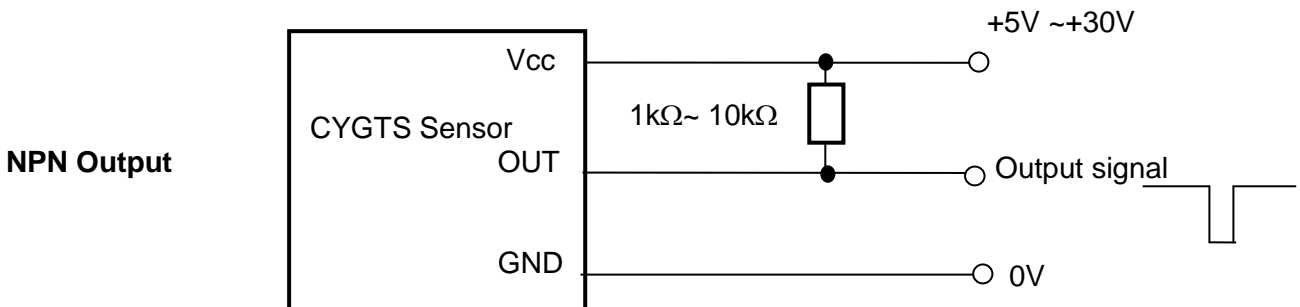 +5V ~+30V
Vcc
1kΩ~ 10kΩ
CYGTS Sensor
NPN Output
OUT
Output signal
GND
0V